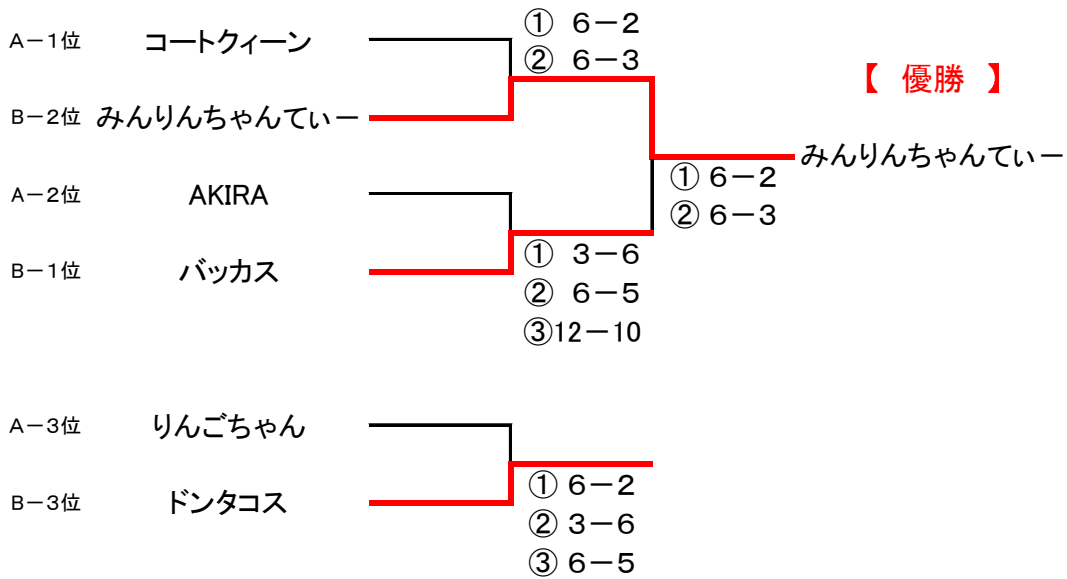 ① ６－２
A－1位 コートクィーン
② ６－３
【 優勝 】
B－2位 みんりんちゃんてぃー
みんりんちゃんてぃー
① ６－２
A－2位 AKIRA
② ６－３
① ３－６
B－1位 バッカス
② ６－５
③12－10
A－3位 りんごちゃん
① ６－２
B－3位 ドンタコス
② ３－６
③ ６－５